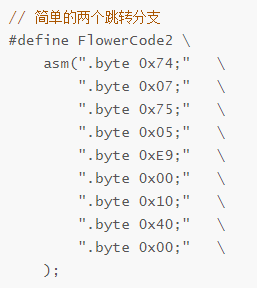 // 简单的两个跳转分支
#define FlowerCode2 \
    asm(".byte 0x74;"   \
        ".byte 0x07;"   \
        ".byte 0x75;"   \
        ".byte 0x05;"   \
        ".byte 0xE9;"   \
        ".byte 0x00;"   \
        ".byte 0x10;"   \
        ".byte 0x40;"   \
        ".byte 0x00;"   \
    );